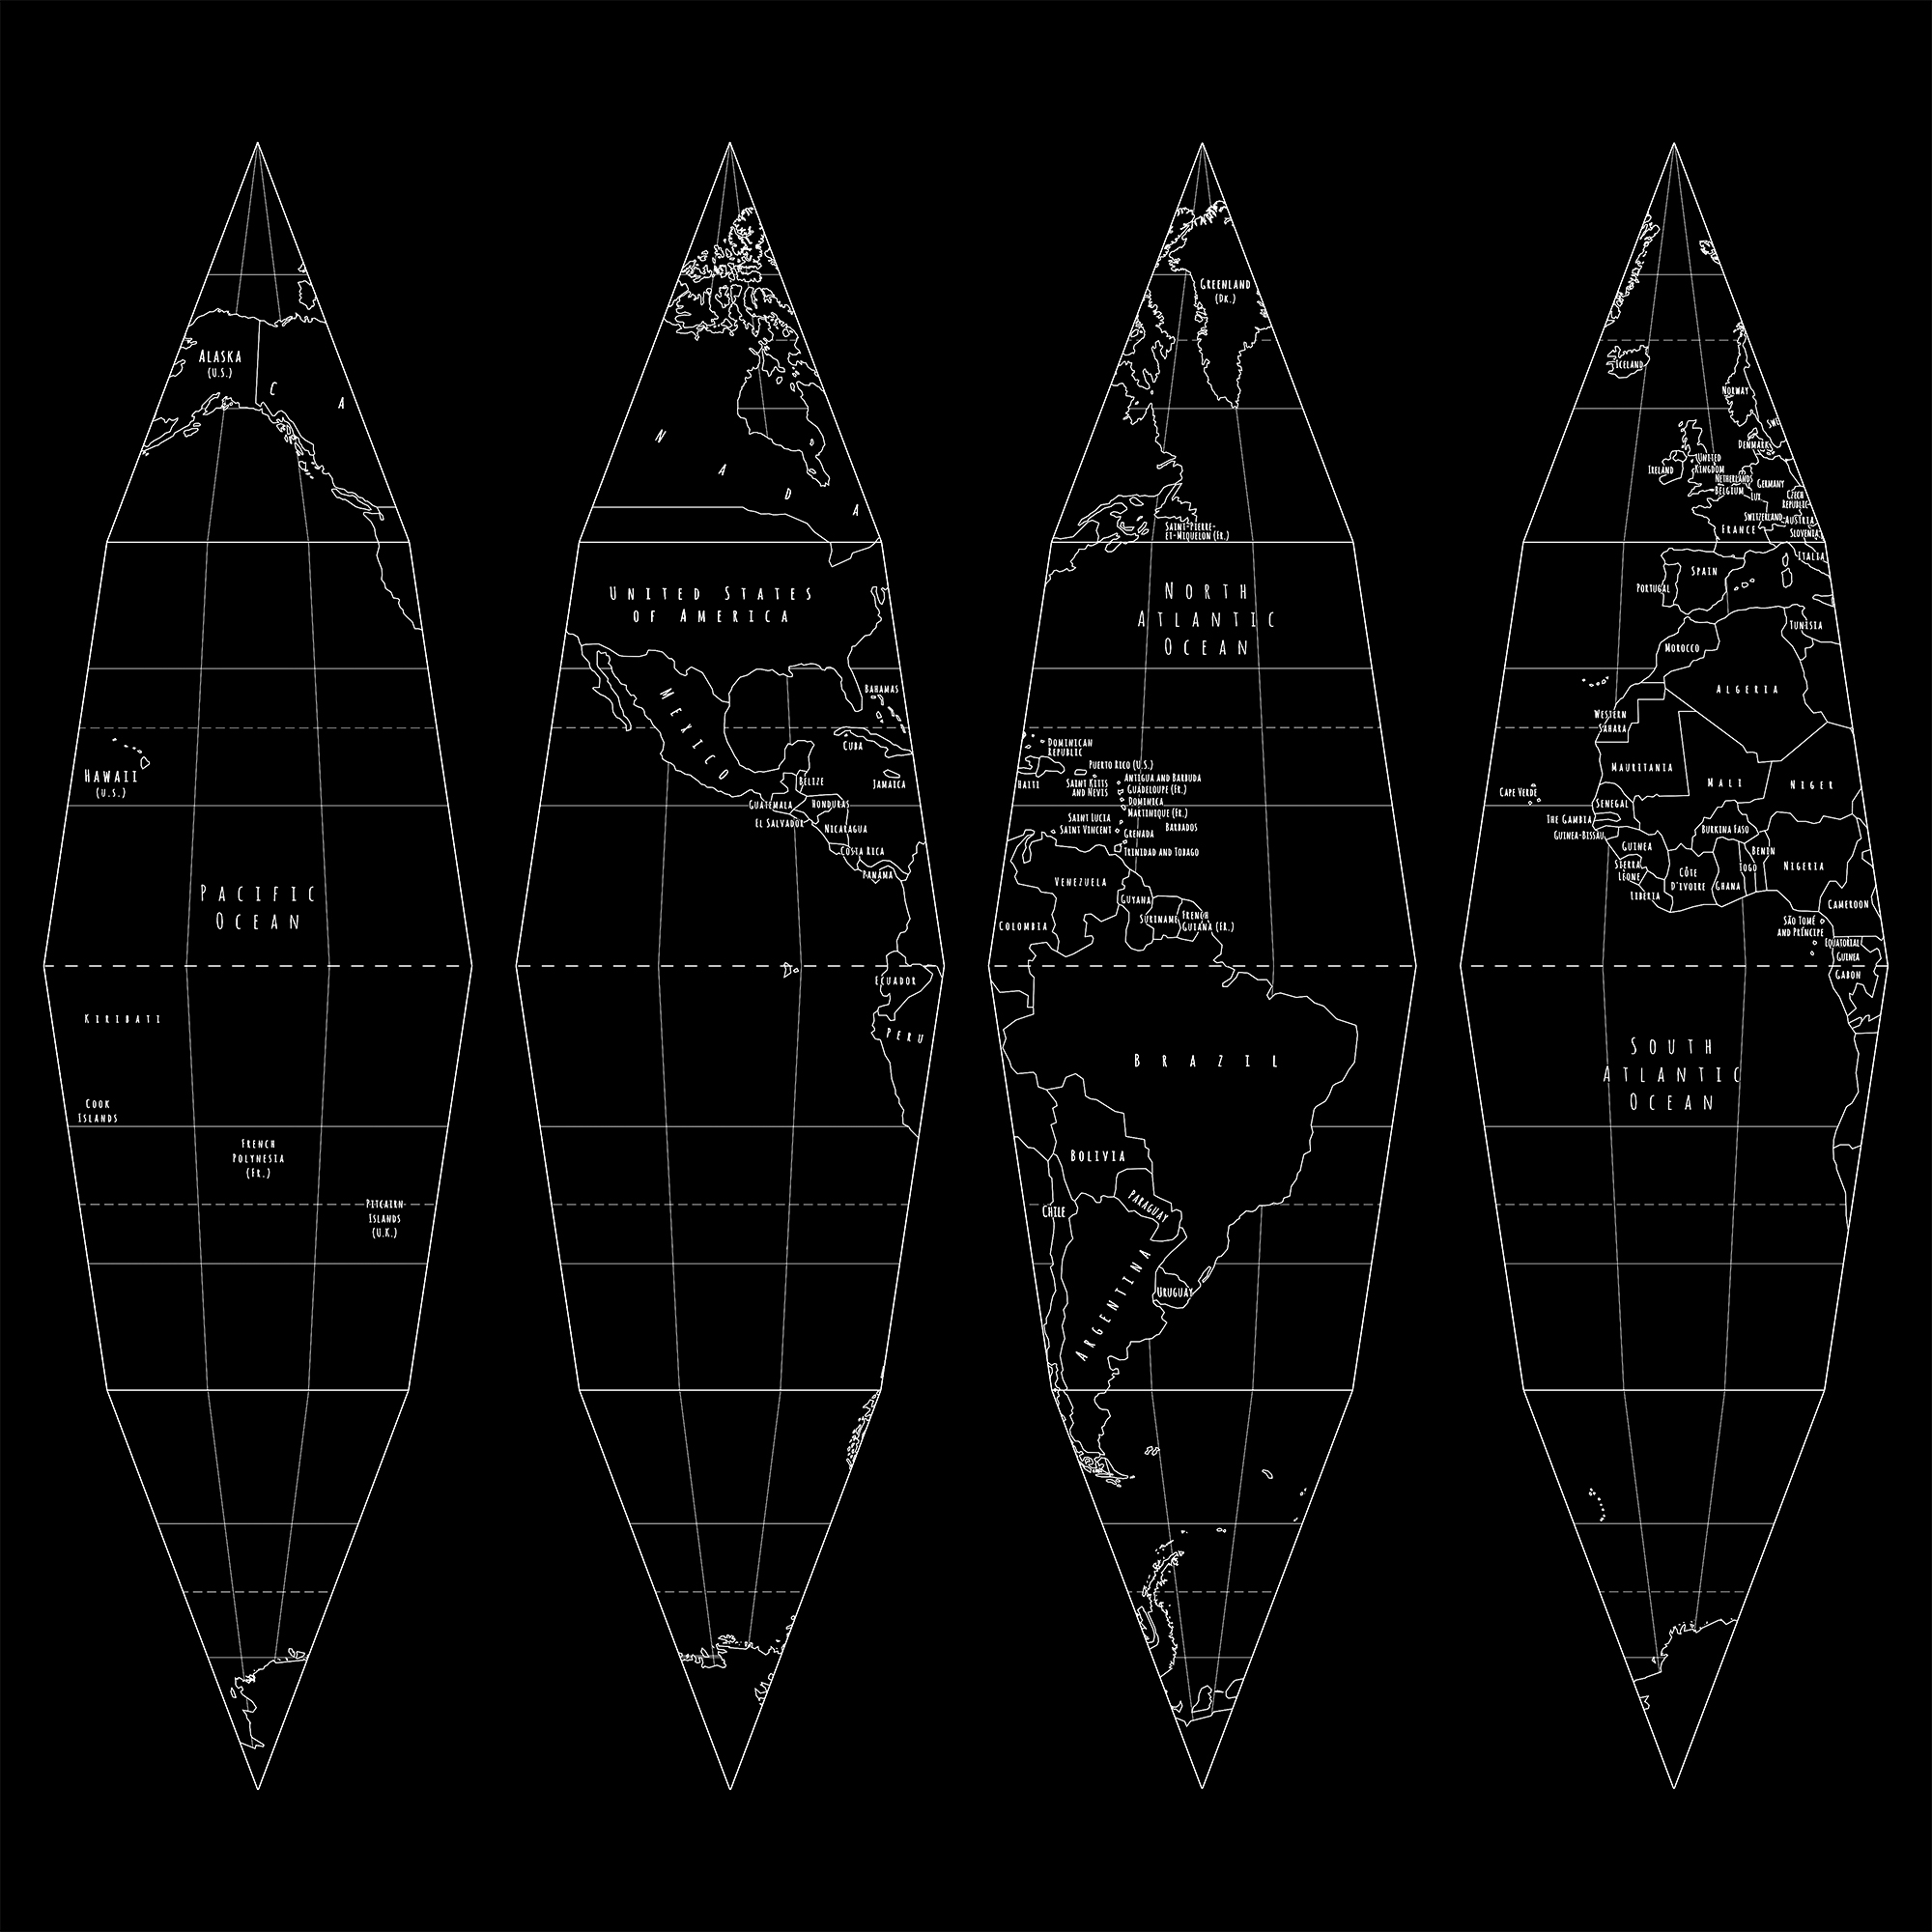 Alaska
(U.S.)
C
A
Hawaii
(U.S.)
Pacific
Ocean
Kiribati
Cook
Islands
French
Polynesia
(Fr.)
Pitcairn
Islands
(U.K.)
N
A
D
A
United States
of America
Mexico
Bahamas
Cuba
Jamaica
Belize
Guatemala
Honduras
El Salvador
Nicaragua
Costa Rica
Panama
Ecuador
Peru
Greenland
(Dk.)
Saint-Pierre-
et-Miquelon (Fr.)
North
Atlantic
Ocean
Dominican
Republic
Haiti
Puerto Rico (U.S.)
Saint Kitts
and Nevis
Antigua and Barbuda
Guadeloupe (Fr.)
Dominica
Martinique (Fr.)
Saint Lucia
Barbados
Saint Vincent
Grenada
Trinidad and Tobago
Venezuela
Guyana
Suriname
French
Guiana (Fr.)
Colombia
Brazil
Bolivia
Paraguay
Chile
Argentina
Uruguay
Iceland
Norway
Swe
Denmark
United
Kingdom
Ireland
Netherlands
Belgium
Germany
Lux.
Czech
Republic
Switzerland
Austria
France
Slovenia
Italia
Spain
Portugal
Tunisia
Morocco
Algeria
Western
Sahara
Mauritania
Mali
Niger
Cape Verde
Senegal
The Gambia
Guinea-Bissau
Guinea
Sierra
Leone
Liberia
Côte
d'Ivoire
Burkina Faso
Ghana
Togo
Benin
Nigeria
Cameroon
São Tomé
and Príncipe
Equatorial
Guinea
Gabon
South
Atlantic
Ocean